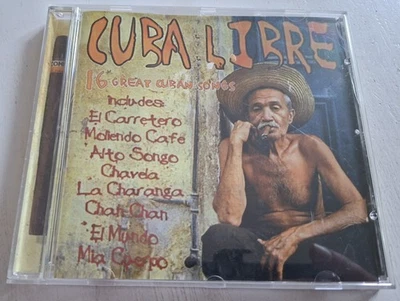 CUBA LIBRE
16 GREAT CUBAN SONGS
Includes:
El Carretero
Moliendo Café
Alto Songo
Chavela
La Charanga
Chan Chan
El Mundo
Mia Cuerpo